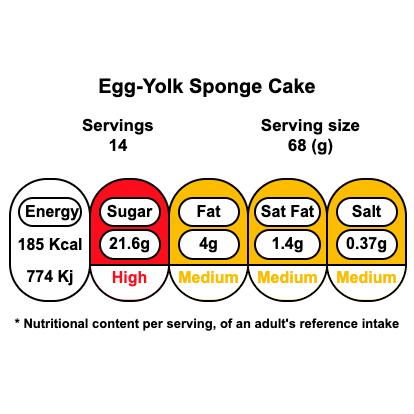 Egg-Yolk Sponge Cake
Servings
14
Serving size
68 (g)
Energy Sugar Fat Sat Fat Salt
185 Kcal 21.6g 4g 1.4g 0.37g
774 Kj High Medium Medium Medium
* Nutritional content per serving, of an adult's reference intake